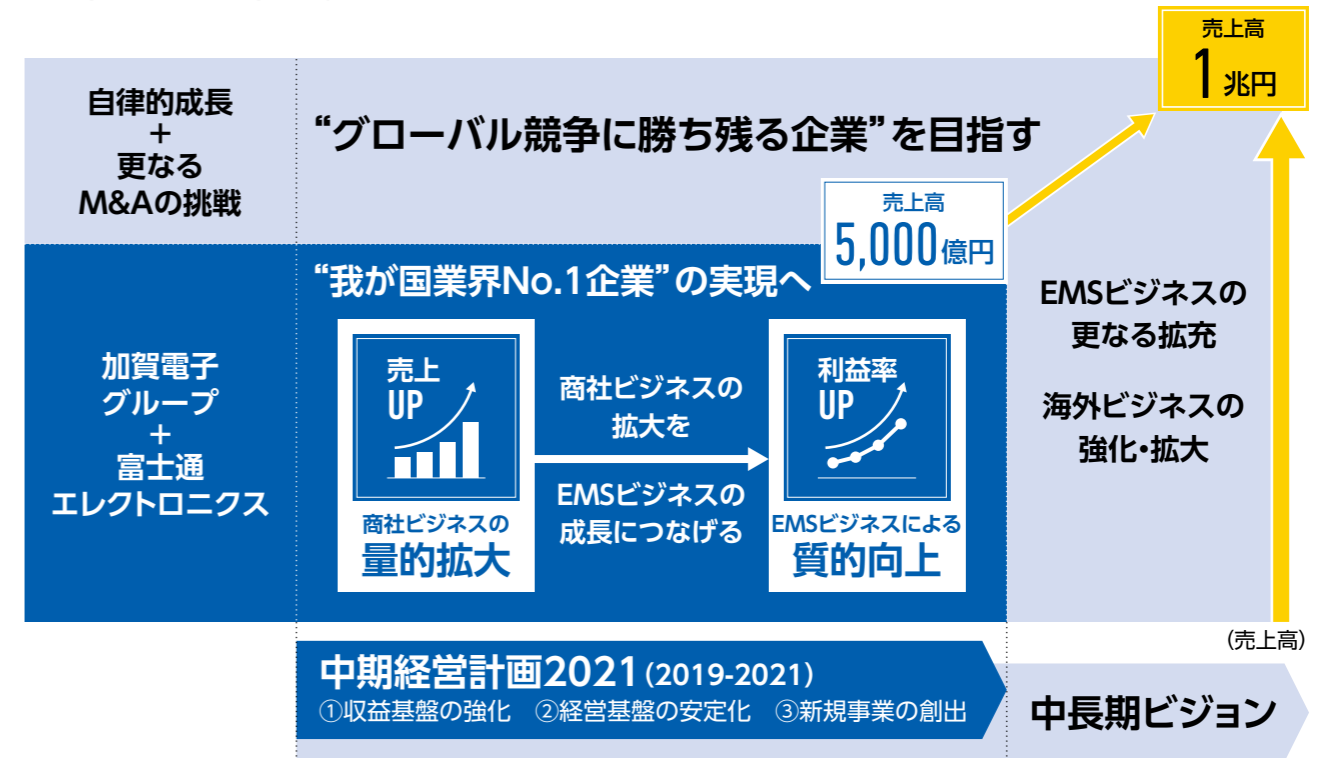 売上高
1兆円
自律的成長
+
更なる
M&Aの挑戦
“グローバル競争に勝ち残る企業”を目指す
売上高
5,000億円
“我が国業界No.1企業”の実現へ
加賀電子
グループ
+
富士通
エレクトロニクス
売上
UP
商社ビジネスの
量的拡大
商社ビジネスの
拡大を
EMSビジネスの
成長につなげる
利益率
UP
EMSビジネスによる
質的向上
EMSビジネスの
更なる拡充
海外ビジネスの
強化・拡大
(売上高)
中期経営計画2021(2019-2021)
①収益基盤の強化 ②経営基盤の安定化 ③新規事業の創出
中長期ビジョン